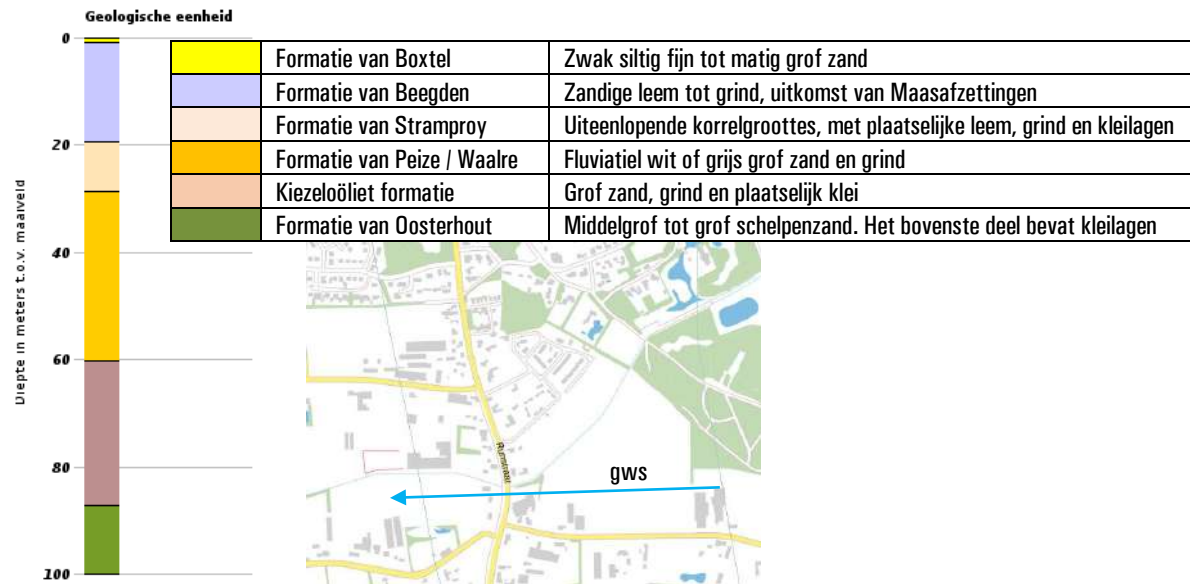 Geologische eenheid
0
Formatie van Boxtel Zwak siltig fijn tot matig grof zand
Formatie van Beegden Zandige leem tot grind, uitkomst van Maasafzettingen
Formatie van Stramproy Uiteenlopende korrelgroottes, met plaatselijke leem, grind en kleilagen
20
Formatie van Peize / Waalre Fluviatiel wit of grijs grof zand en grind
Kiezeloöliet formatie Grof zand, grind en plaatselijk klei
Formatie van Oosterhout Middelgrof tot grof schelpenzand. Het bovenste deel bevat kleilagen
40
60
80
100
Diepte in meters t.o.v. maaiveld
gws